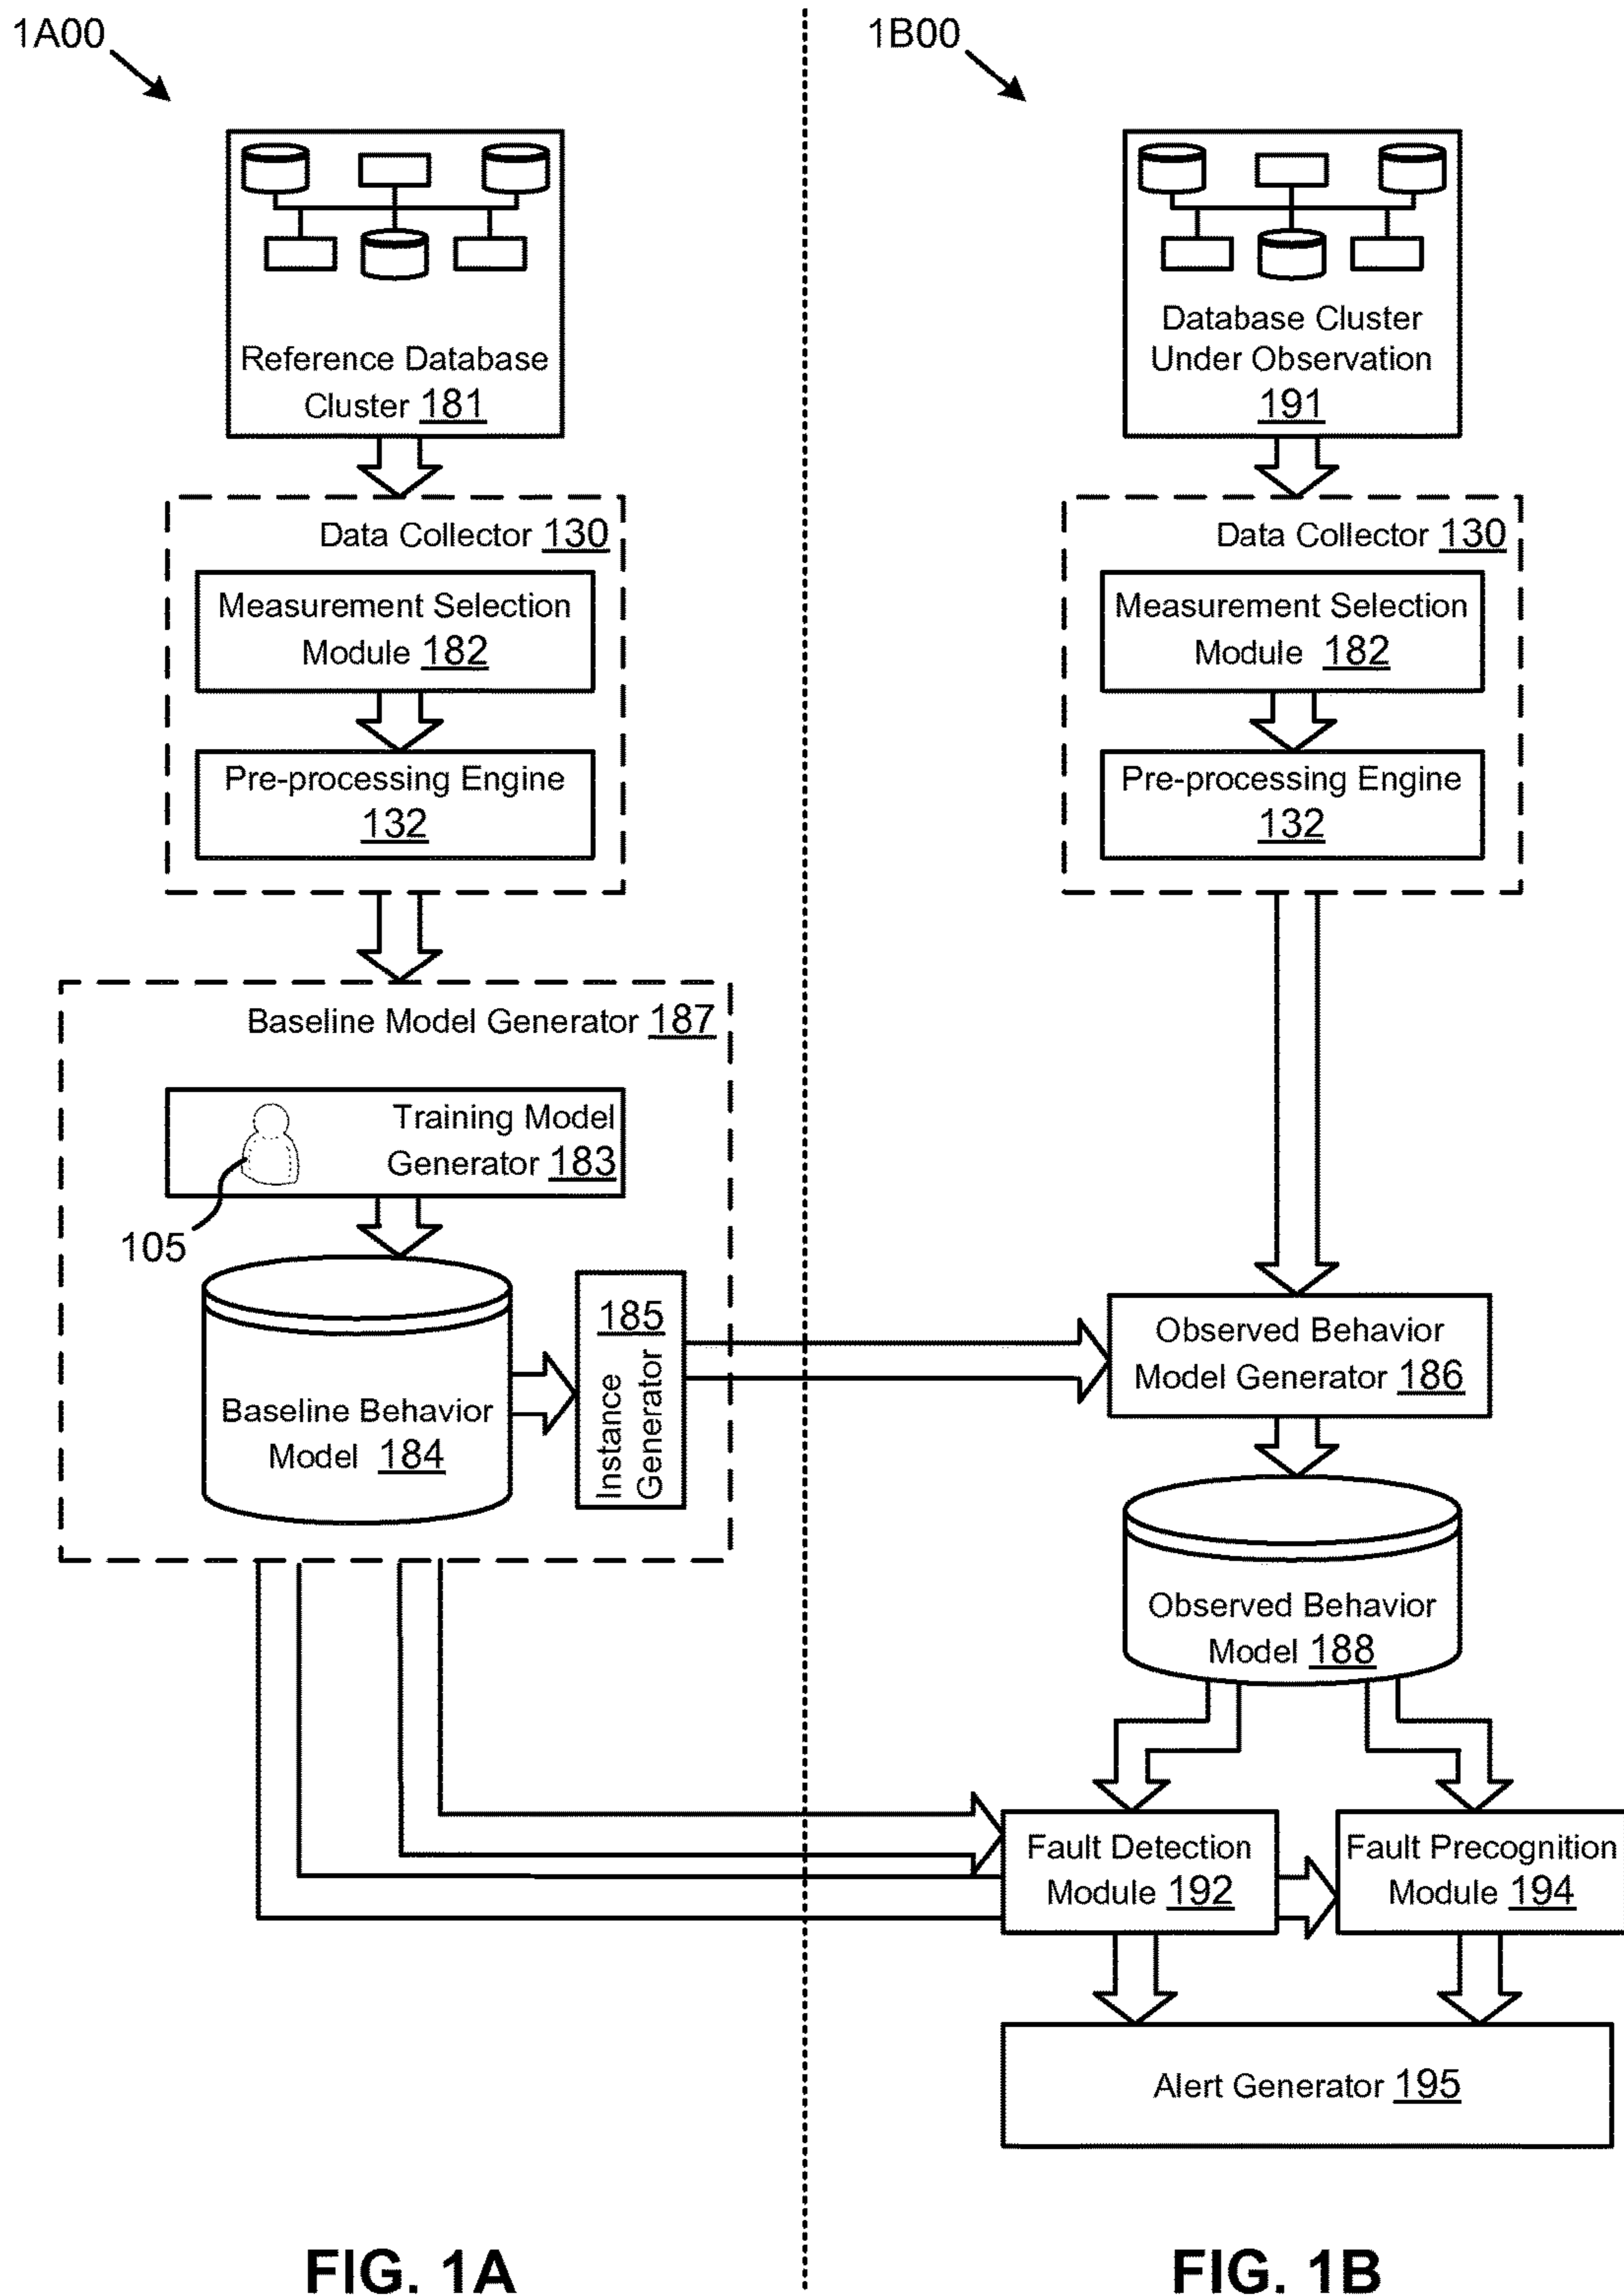 1A00
Reference Database
Cluster 181
Data Collector 130
Measurement Selection
Module 182
Pre-processing Engine
132
Baseline Model Generator 187
Training Model
Generator 183
105
Baseline Behavior
Model 184
185
Instance
Generator
FIG. 1A
1B00
Database Cluster
Under Observation
191
Data Collector 130
Measurement Selection
Module 182
Pre-processing Engine
132
Observed Behavior
Model Generator 186
Observed Behavior
Model 188
Fault Detection
Module 192
Fault Precognition
Module 194
Alert Generator 195
FIG. 1B